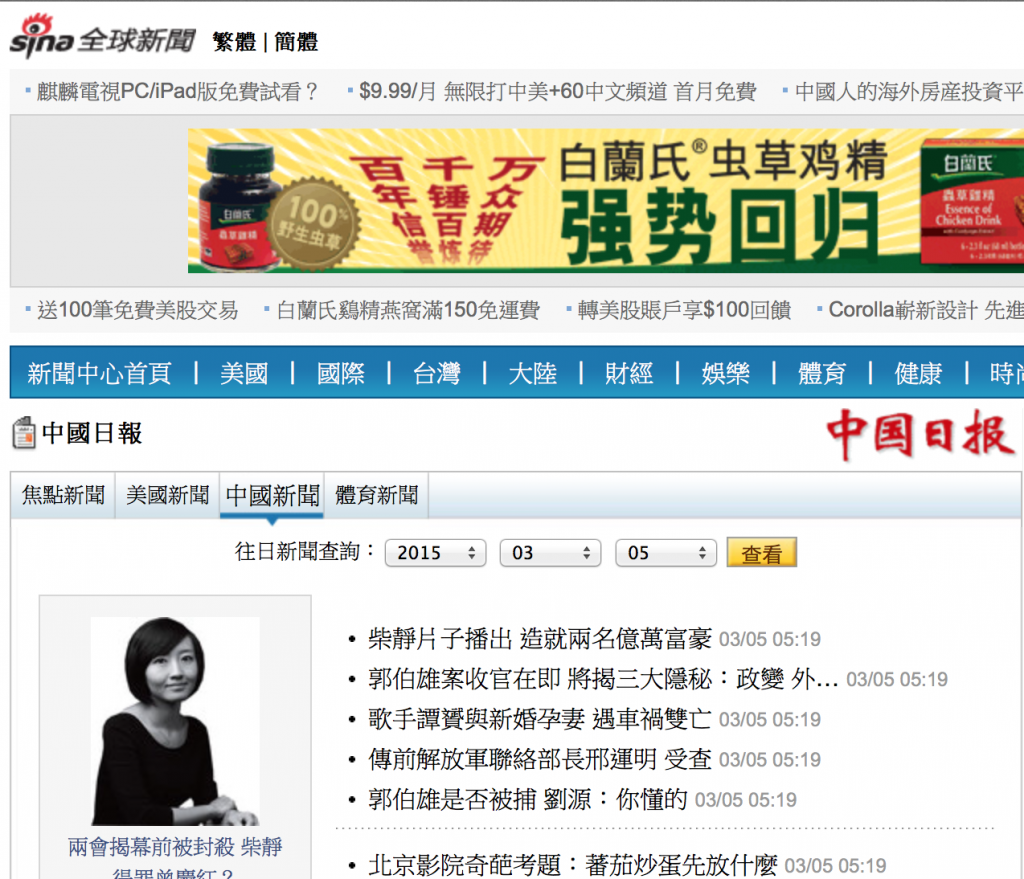 sina 全球新聞 繁體 | 簡體
麒麟電視PC/iPad版免費試看？ $9.99/月 無限打中美+60中文頻道 首月免費 中國人的海外房産投資平
白蘭氏
蟲草雞精
100%
野生虫草
百年信誉
千锤百炼
万众期待
白蘭氏®虫草鸡精
强势回归
白蘭氏
蟲草雞精
Essence of
Chicken Drink
送100筆免費美股交易 白蘭氏鷄精燕窩滿150免運費 轉美股賬戶享$100回饋 Corolla嶄新設計 先進
新聞中心首頁 | 美國 | 國際 | 台灣 | 大陸 | 財經 | 娛樂 | 體育 | 健康 | 時尚
中國日報
中国日报
焦點新聞 美國新聞 中國新聞 體育新聞
往日新聞查詢： 2015 03 05 查看
柴靜片子播出 造就兩名億萬富豪 03/05 05:19
郭伯雄案收官在即 將揭三大隱秘：政變 外… 03/05 05:19
歌手譚贇與新婚孕妻 遇車禍雙亡 03/05 05:19
傳前解放軍聯絡部長邢運明 受查 03/05 05:19
郭伯雄是否被捕 劉源：你懂的 03/05 05:19
兩會揭幕前被封殺 柴靜
得罪曾慶紅？
北京影院奇葩考題：蕃茄炒蛋先放什麼 03/05 05:19